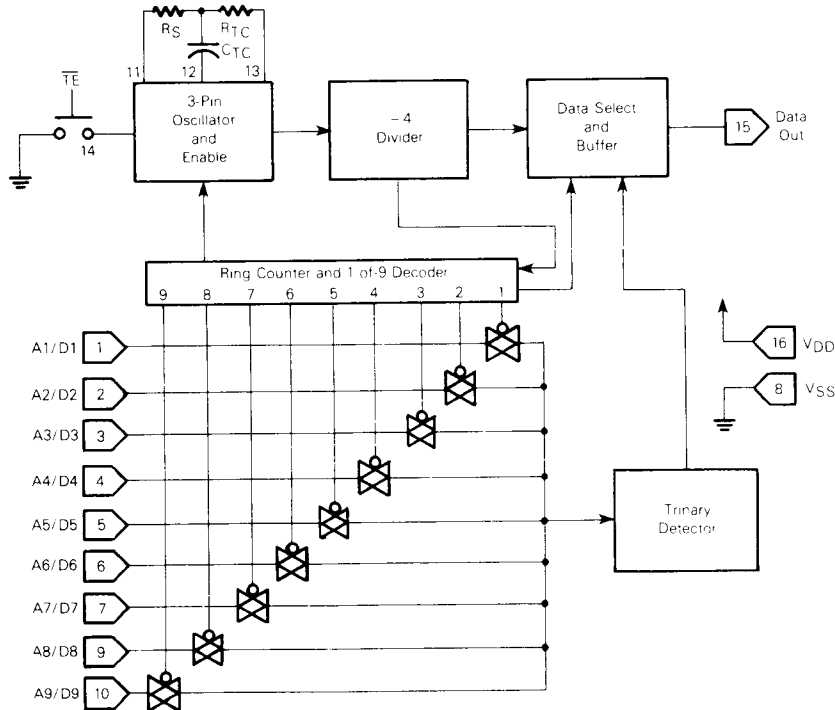 RS RTC
CTC
11 12 13
TE
14
3-Pin
Oscillator
and
Enable
–4
Divider
Data Select
and
Buffer
15
Data
Out
Ring Counter and 1 of-9 Decoder
9 8 7 6 5 4 3 2 1
A1/D1 1
A2/D2 2
A3/D3 3
A4/D4 4
A5/D5 5
A6/D6 6
A7/D7 7
A8/D8 9
A9/D9 10
16 VDD
8 VSS
Trinary
Detector